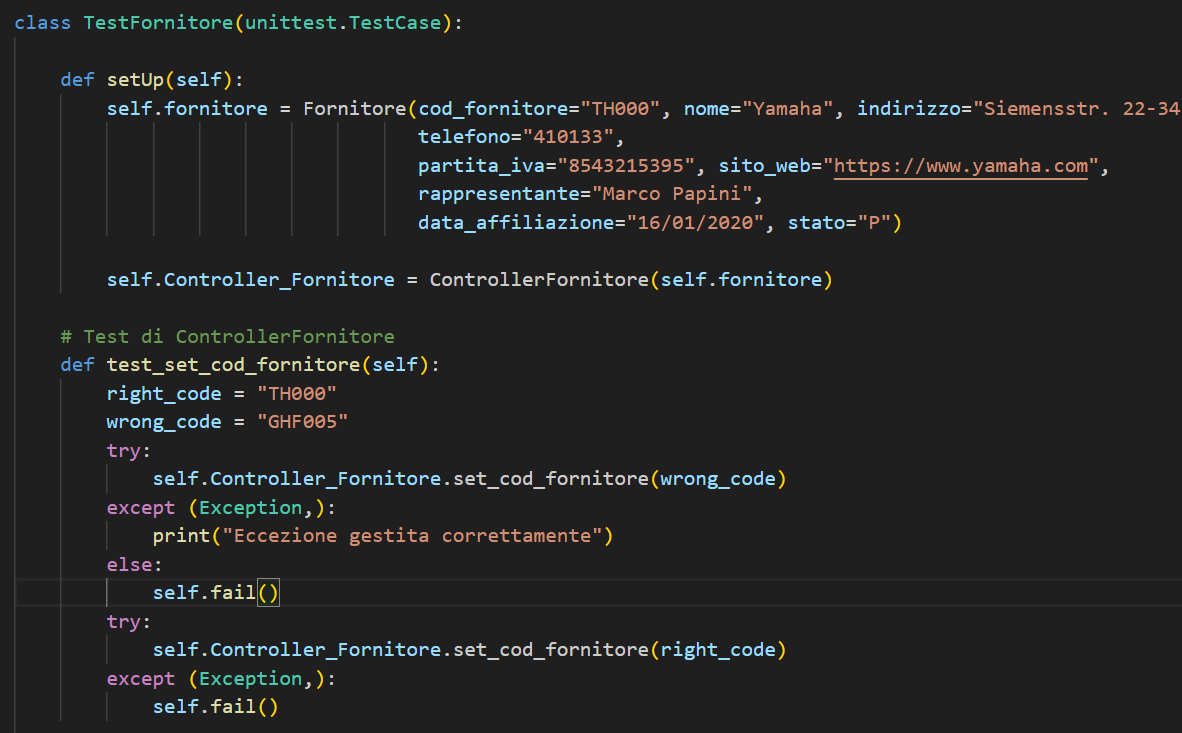 class TestFornitore(unittest.TestCase):
def setUp(self):
self.fornitore = Fornitore(cod_fornitore="TH000", nome="Yamaha", indirizzo="Siemensstr. 22-34
telefono="410133",
partita_iva="8543215395", sito_web="https://www.yamaha.com",
rappresentante="Marco Papini",
data_affiliazione="16/01/2020", stato="P")
self.Controller_Fornitore = ControllerFornitore(self.fornitore)
# Test di ControllerFornitore
def test_set_cod_fornitore(self):
right_code = "TH000"
wrong_code = "GHF005"
try:
self.Controller_Fornitore.set_cod_fornitore(wrong_code)
except (Exception,):
print("Eccezione gestita correttamente")
else:
self.fail()
try:
self.Controller_Fornitore.set_cod_fornitore(right_code)
except (Exception,):
self.fail()